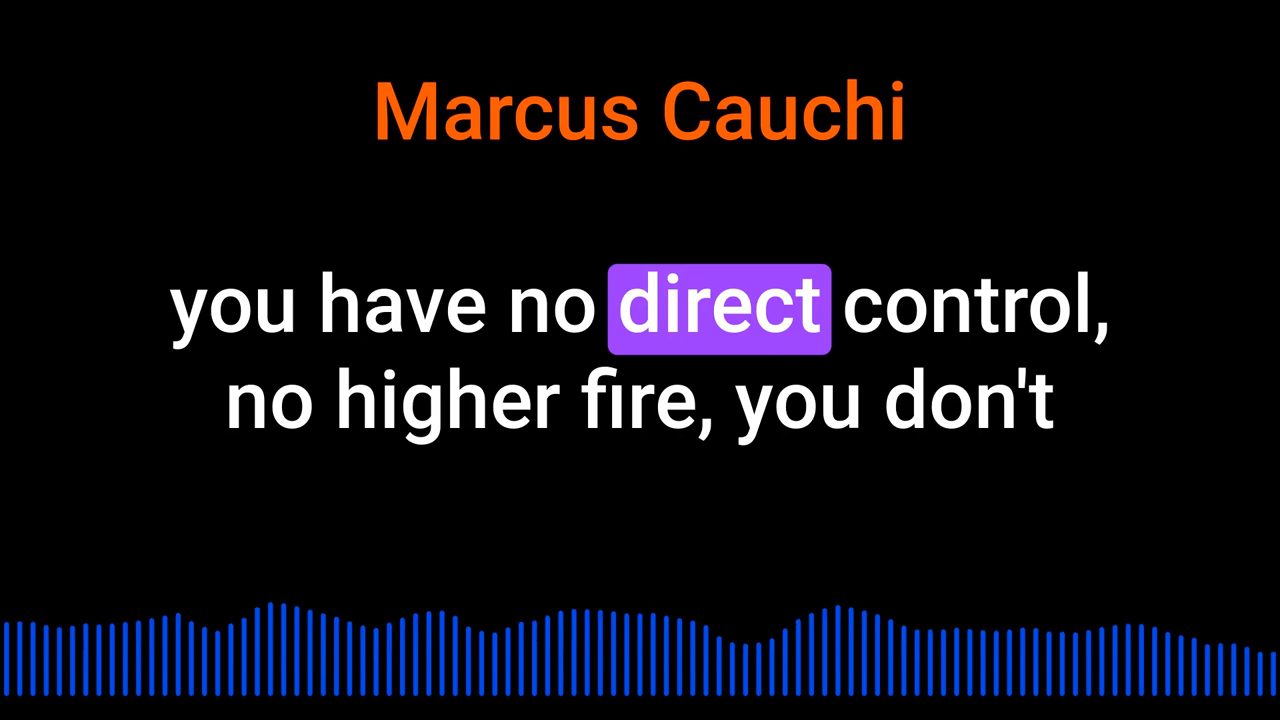 Marcus Cauchi
you have no direct control,
no higher fire, you don't